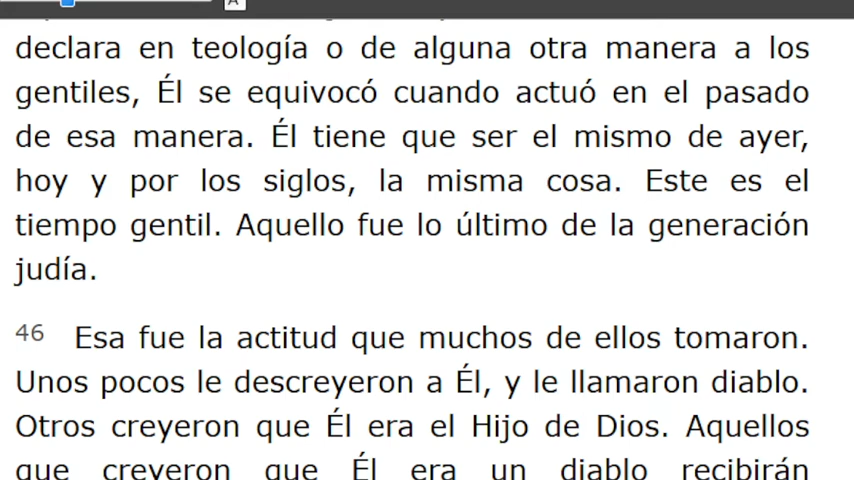 A
declara en teología o de alguna otra manera a los
gentiles, Él se equivocó cuando actuó en el pasado
de esa manera. Él tiene que ser el mismo de ayer,
hoy y por los siglos, la misma cosa. Este es el
tiempo gentil. Aquello fue lo último de la generación
judía.
46 Esa fue la actitud que muchos de ellos tomaron.
Unos pocos le descreyeron a Él, y le llamaron diablo.
Otros creyeron que Él era el Hijo de Dios. Aquellos
que creyeron que Él era un diablo recibirán